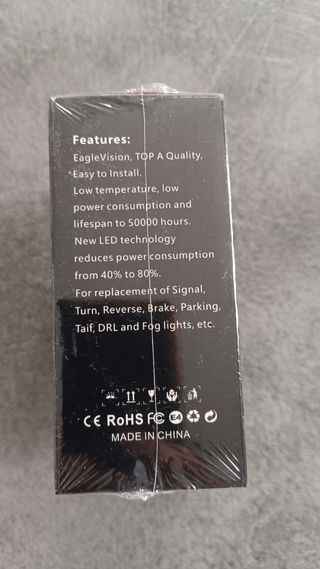 Features:
EagleVision, TOP A Quality,
Easy to Install.
Low temperature, low
power consumption and
lifespan to 50000 hours.
New LED technology
reduces power consumption
from 40% to 80%.
For replacement of Signal,
Turn, Reverse, Brake, Parking,
Taif, DRL and Fog lights, etc.
CE RoHS FC E4
MADE IN CHINA